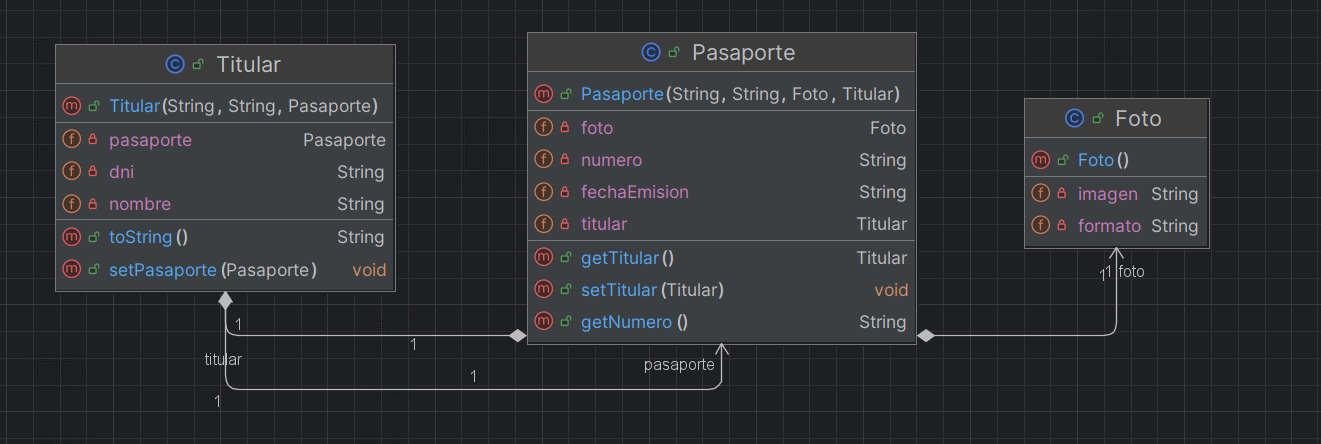 Titular
Titular(String, String, Pasaporte)
pasaporte Pasaporte
dni String
nombre String
toString() String
setPasaporte(Pasaporte) void
Pasaporte
Pasaporte(String, String, Foto, Titular)
foto Foto
numero String
fechaEmision String
titular Titular
getTitular() Titular
setTitular(Titular) void
getNumero() String
Foto
Foto()
imagen String
formato String
1
1
titular
1
1
pasaporte
1
1
foto